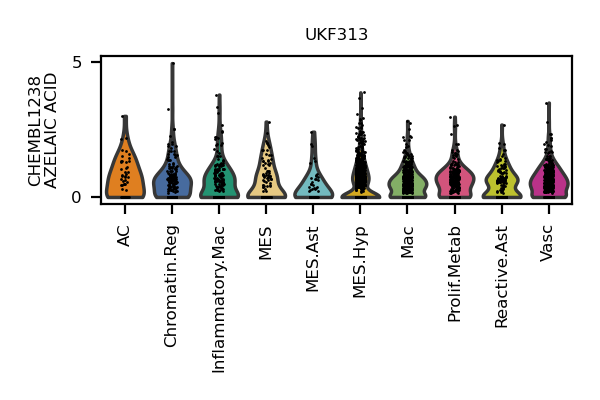 UKF313
CHEMBL1238
AZELAIC ACID
5
0
AC
Chromatin.Reg
Inflammatory.Mac
MES
MES.Ast
MES.Hyp
Mac
Prolif.Metab
Reactive.Ast
Vasc